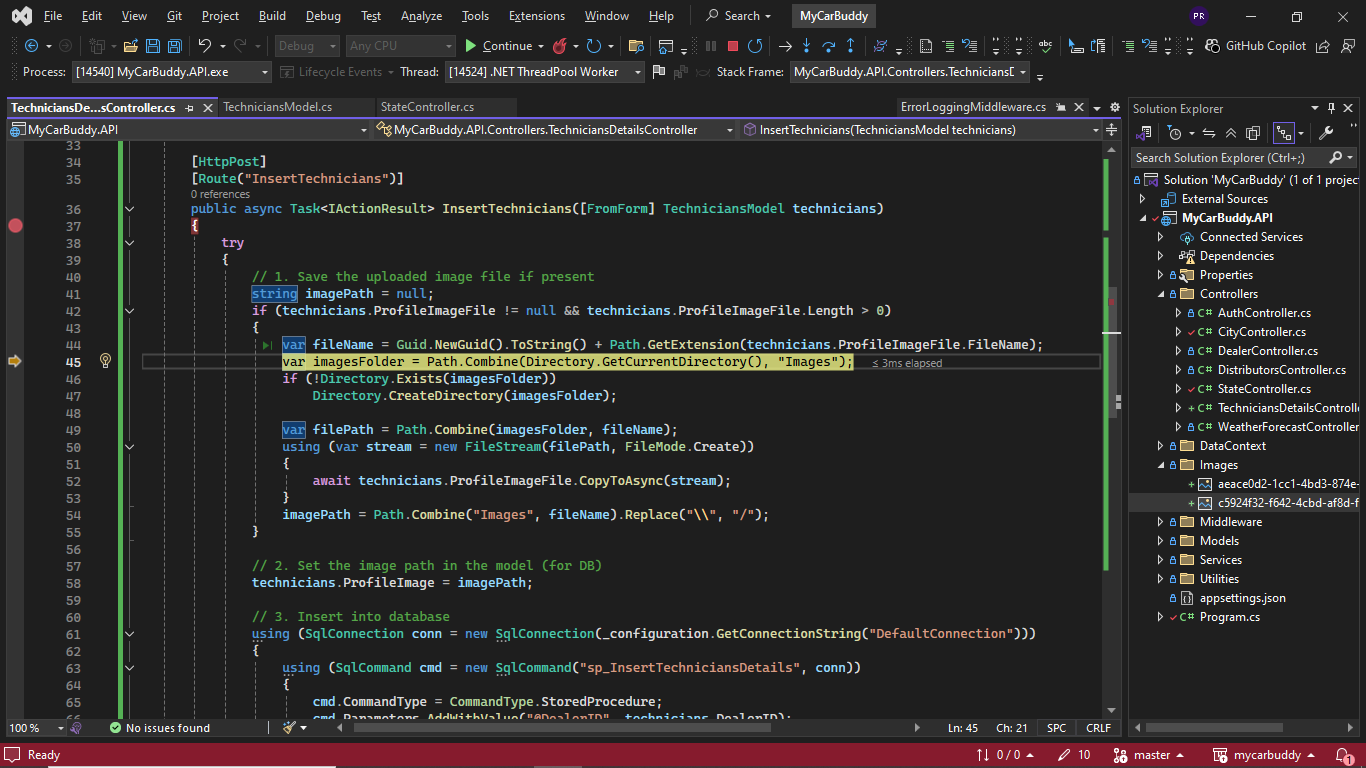 File Edit View Git Project Build Debug Test Analyze Tools Extensions Window Help Search MyCarBuddy PR
Debug Any CPU Continue abc GitHub Copilot
Process: [14540] MyCarBuddy.API.exe Lifecycle Events Thread: [14524] .NET ThreadPool Worker Stack Frame: MyCarBuddy.API.Controllers.TechniciansD
TechniciansDe...sController.cs TechniciansModel.cs StateController.cs ErrorLoggingMiddleware.cs
MyCarBuddy.API MyCarBuddy.API.Controllers.TechniciansDetailsController InsertTechnicians(TechniciansModel technicians)
33
34 [HttpPost]
35 [Route("InsertTechnicians")]
0 references
36 public async Task<IActionResult> InsertTechnicians([FromForm] TechniciansModel technicians)
37 {
38 try
39 {
40 // 1. Save the uploaded image file if present
41 string imagePath = null;
42 if (technicians.ProfileImageFile != null && technicians.ProfileImageFile.Length > 0)
43 {
44 var fileName = Guid.NewGuid().ToString() + Path.GetExtension(technicians.ProfileImageFile.FileName);
45 var imagesFolder = Path.Combine(Directory.GetCurrentDirectory(), "Images"); ≤ 3ms elapsed
46 if (!Directory.Exists(imagesFolder))
47 Directory.CreateDirectory(imagesFolder);
48
49 var filePath = Path.Combine(imagesFolder, fileName);
50 using (var stream = new FileStream(filePath, FileMode.Create))
51 {
52 await technicians.ProfileImageFile.CopyToAsync(stream);
53 }
54 imagePath = Path.Combine("Images", fileName).Replace("\\", "/");
55 }
56
57 // 2. Set the image path in the model (for DB)
58 technicians.ProfileImage = imagePath;
59
60 // 3. Insert into database
61 using (SqlConnection conn = new SqlConnection(_configuration.GetConnectionString("DefaultConnection")))
62 {
63 using (SqlCommand cmd = new SqlCommand("sp_InsertTechniciansDetails", conn))
64 {
65 cmd.CommandType = CommandType.StoredProcedure;
66 cmd.Parameters.AddWithValue("@DealerID", technicians.DealerID);
100 % No issues found Ln: 45 Ch: 21 SPC CRLF
Solution Explorer
Search Solution Explorer (Ctrl+;)
Solution 'MyCarBuddy' (1 of 1 project
External Sources
MyCarBuddy.API
Connected Services
Dependencies
Properties
Controllers
C# AuthController.cs
C# CityController.cs
C# DealerController.cs
C# DistributorsController.cs
C# StateController.cs
C# TechniciansDetailsControll
C# WeatherForecastController
DataContext
Images
aeace0d2-1cc1-4bd3-874e-
c5924f32-f642-4cbd-af8d-f
Middleware
Models
Services
Utilities
appsettings.json
C# Program.cs
Ready 0 / 0 10 master mycarbuddy 1